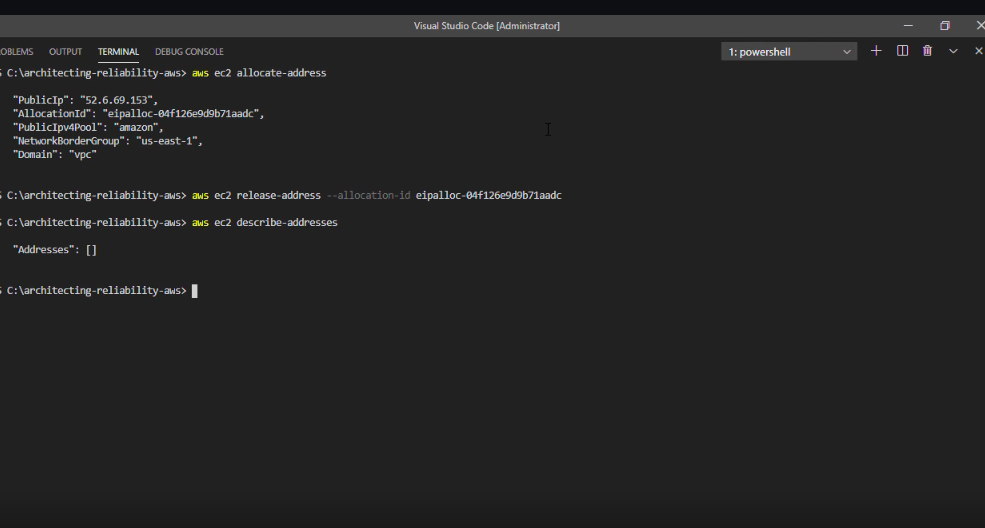 Visual Studio Code [Administrator]
OBLEMS OUTPUT TERMINAL DEBUG CONSOLE 1: powershell
C:\architecting-reliability-aws> aws ec2 allocate-address
"PublicIp": "52.6.69.153",
"AllocationId": "eipalloc-04f126e9d9b71aadc",
"PublicIpv4Pool": "amazon",
"NetworkBorderGroup": "us-east-1",
"Domain": "vpc"
C:\architecting-reliability-aws> aws ec2 release-address --allocation-id eipalloc-04f126e9d9b71aadc
C:\architecting-reliability-aws> aws ec2 describe-addresses
"Addresses": []
C:\architecting-reliability-aws>